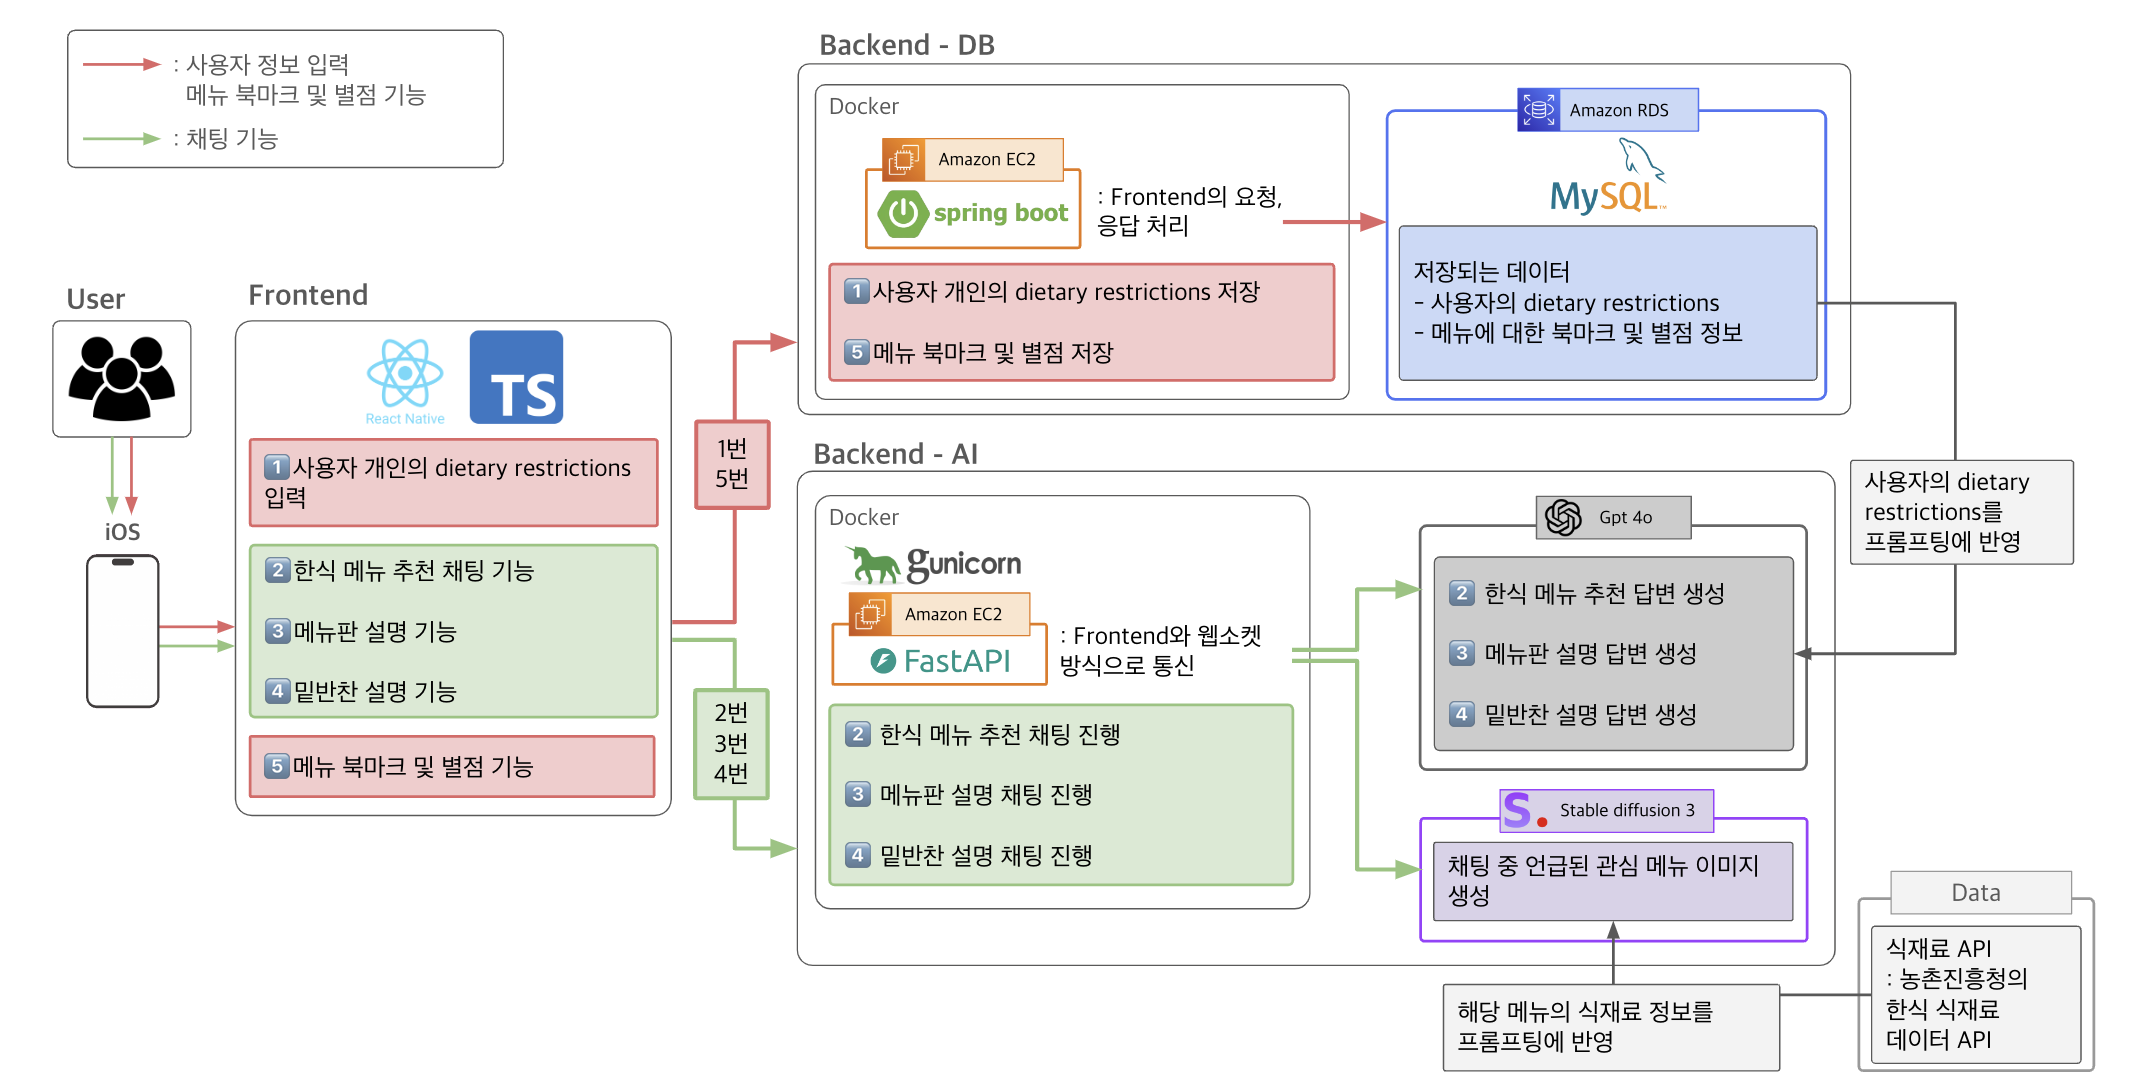 : 사용자 정보 입력
메뉴 북마크 및 별점 기능
: 채팅 기능
User
iOS
Frontend
React Native
TS
1 사용자 개인의 dietary restrictions
입력
2 한식 메뉴 추천 채팅 기능
3 메뉴판 설명 기능
4 밑반찬 설명 기능
5 메뉴 북마크 및 별점 기능
1번
5번
2번
3번
4번
Backend - DB
Docker
Amazon EC2
spring boot
: Frontend의 요청,
응답 처리
1 사용자 개인의 dietary restrictions 저장
5 메뉴 북마크 및 별점 저장
Amazon RDS
MySQL™
저장되는 데이터
- 사용자의 dietary restrictions
- 메뉴에 대한 북마크 및 별점 정보
사용자의 dietary
restrictions를
프롬프팅에 반영
Backend - AI
Docker
gunicorn
Amazon EC2
FastAPI
: Frontend와 웹소켓
방식으로 통신
2 한식 메뉴 추천 채팅 진행
3 메뉴판 설명 채팅 진행
4 밑반찬 설명 채팅 진행
Gpt 4o
2 한식 메뉴 추천 답변 생성
3 메뉴판 설명 답변 생성
4 밑반찬 설명 답변 생성
S.
Stable diffusion 3
채팅 중 언급된 관심 메뉴 이미지
생성
해당 메뉴의 식재료 정보를
프롬프팅에 반영
Data
식재료 API
: 농촌진흥청의
한식 식재료
데이터 API